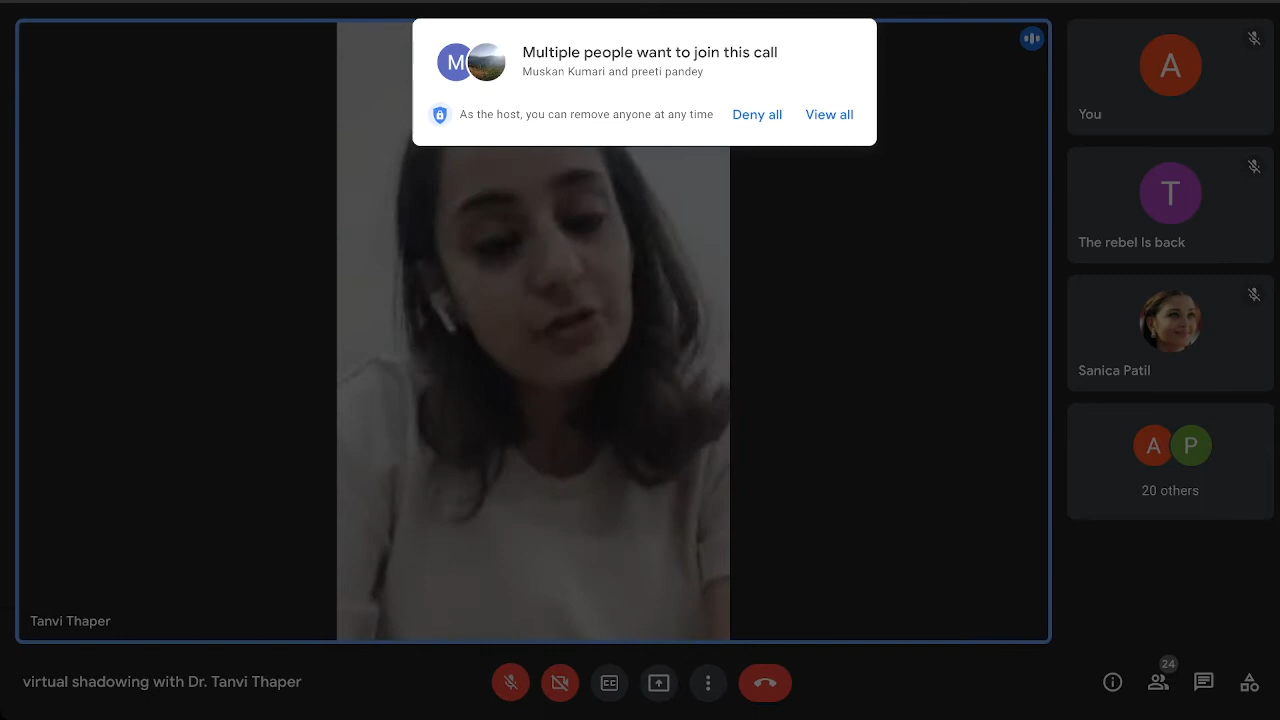 M
Multiple people want to join this call
Muskan Kumari and preeti pandey
As the host, you can remove anyone at any time
Deny all
View all
A
You
T
The rebel Is back
Sanica Patil
A P
20 others
Tanvi Thaper
virtual shadowing with Dr. Tanvi Thaper
CC
24